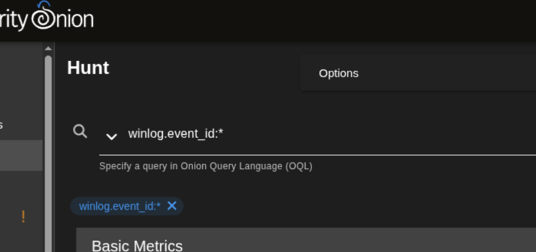 rity Onion
Hunt
Options
s
winlog.event_id:*
Specify a query in Onion Query Language (OQL)
winlog.event_id:* ✕
!
Basic Metrics